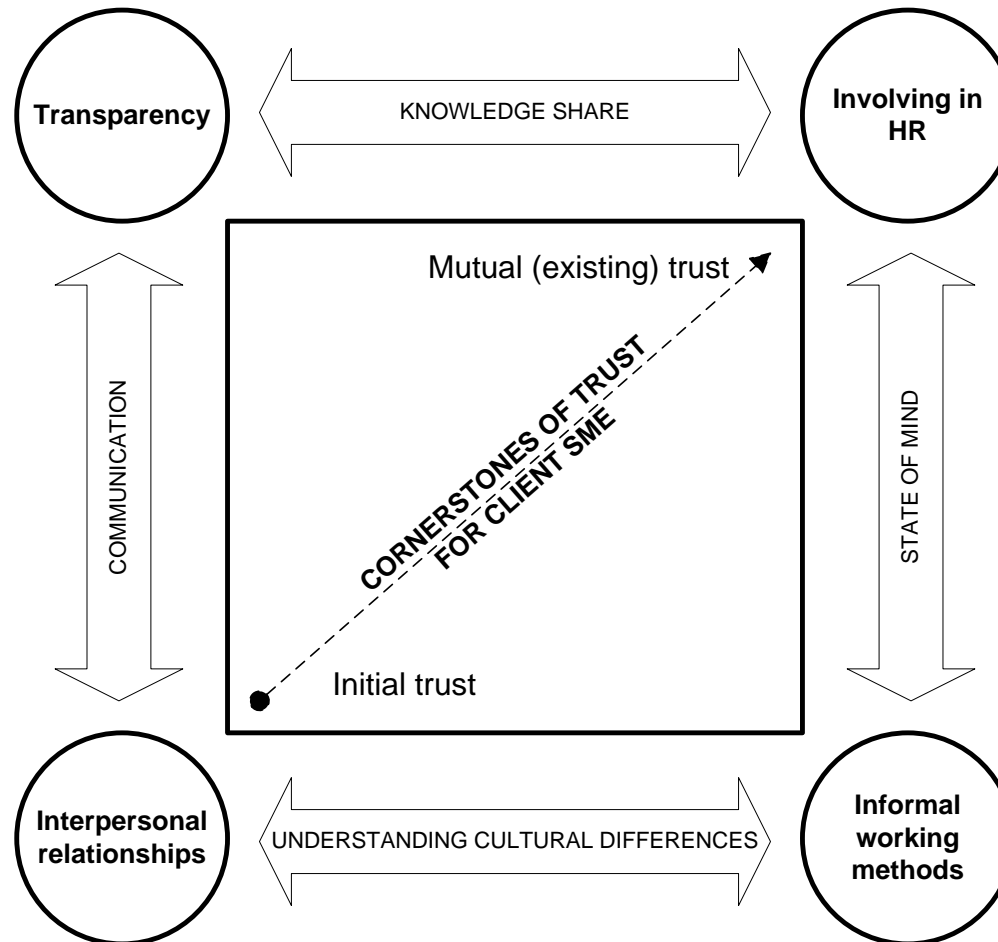 Transparency
KNOWLEDGE SHARE
Involving in
HR
Mutual (existing) trust
COMMUNICATION
CORNERSTONES OF TRUST
FOR CLIENT SME
STATE OF MIND
Initial trust
Interpersonal
relationships
UNDERSTANDING CULTURAL DIFFERENCES
Informal
working
methods